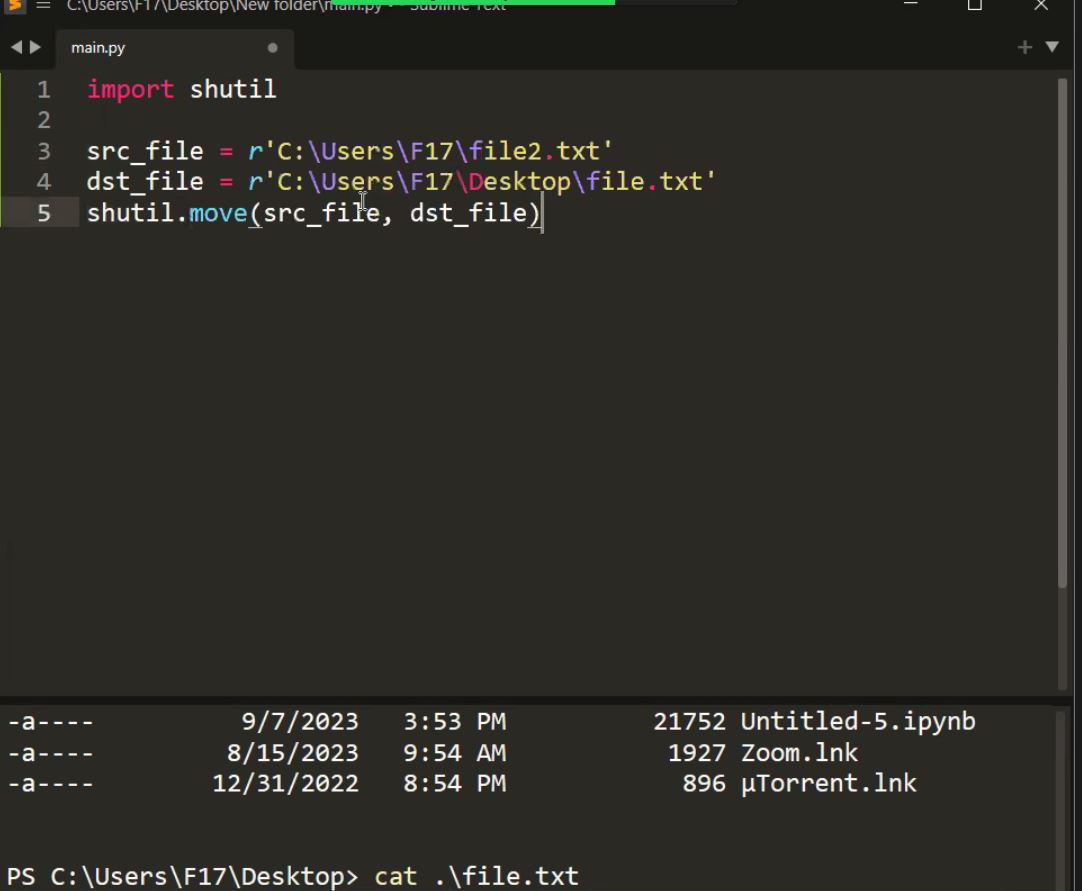 C:\Users\F17\Desktop\New folder\main.py - Sublime Text
main.py
1 import shutil
2
3 src_file = r'C:\Users\F17\file2.txt'
4 dst_file = r'C:\Users\F17\Desktop\file.txt'
5 shutil.move(src_file, dst_file)
-a---- 9/7/2023 3:53 PM 21752 Untitled-5.ipynb
-a---- 8/15/2023 9:54 AM 1927 Zoom.lnk
-a---- 12/31/2022 8:54 PM 896 µTorrent.lnk
PS C:\Users\F17\Desktop> cat .\file.txt